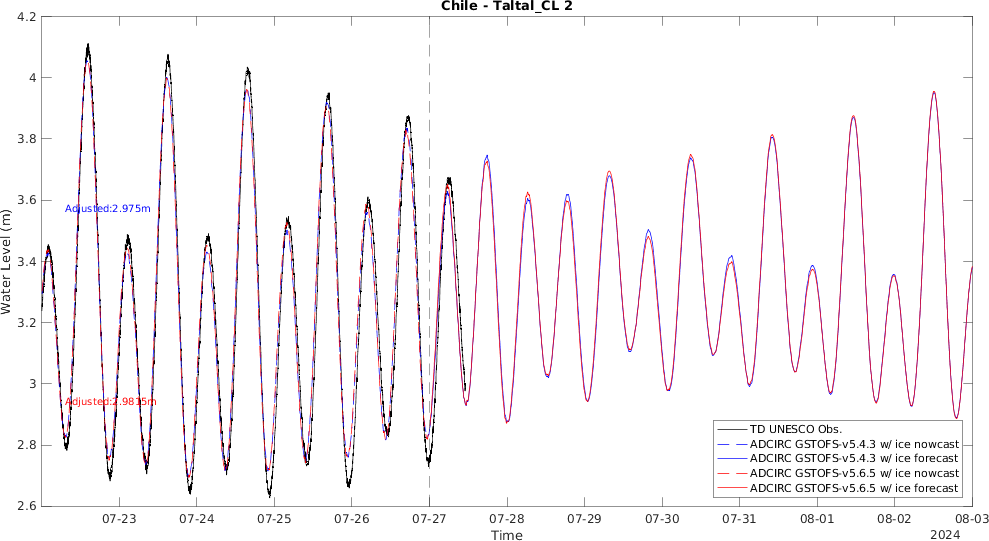 Chile - Taltal_CL 2
Water Level (m)
4.2
4
3.8
3.6
3.4
3.2
3
2.8
2.6
Adjusted:2.975m
Adjusted:2.9815m
TD UNESCO Obs.
ADCIRC GSTOFS-v5.4.3 w/ ice nowcast
ADCIRC GSTOFS-v5.4.3 w/ ice forecast
ADCIRC GSTOFS-v5.6.5 w/ ice nowcast
ADCIRC GSTOFS-v5.6.5 w/ ice forecast
07-23 07-24 07-25 07-26 07-27 07-28 07-29 07-30 07-31 08-01 08-02 08-03
Time
2024